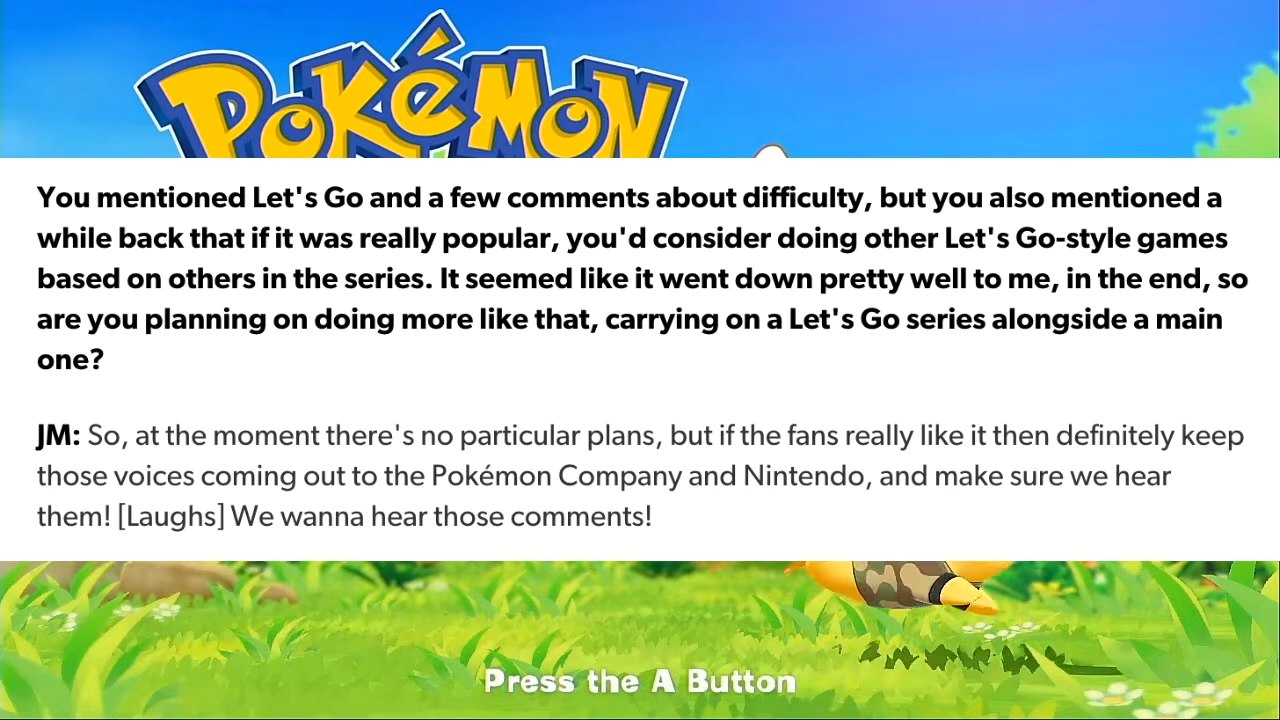 POKéMON
You mentioned Let's Go and a few comments about difficulty, but you also mentioned a
while back that if it was really popular, you'd consider doing other Let's Go-style games
based on others in the series. It seemed like it went down pretty well to me, in the end, so
are you planning on doing more like that, carrying on a Let's Go series alongside a main
one?
JM: So, at the moment there's no particular plans, but if the fans really like it then definitely keep
those voices coming out to the Pokémon Company and Nintendo, and make sure we hear
them! [Laughs] We wanna hear those comments!
Press the A Button